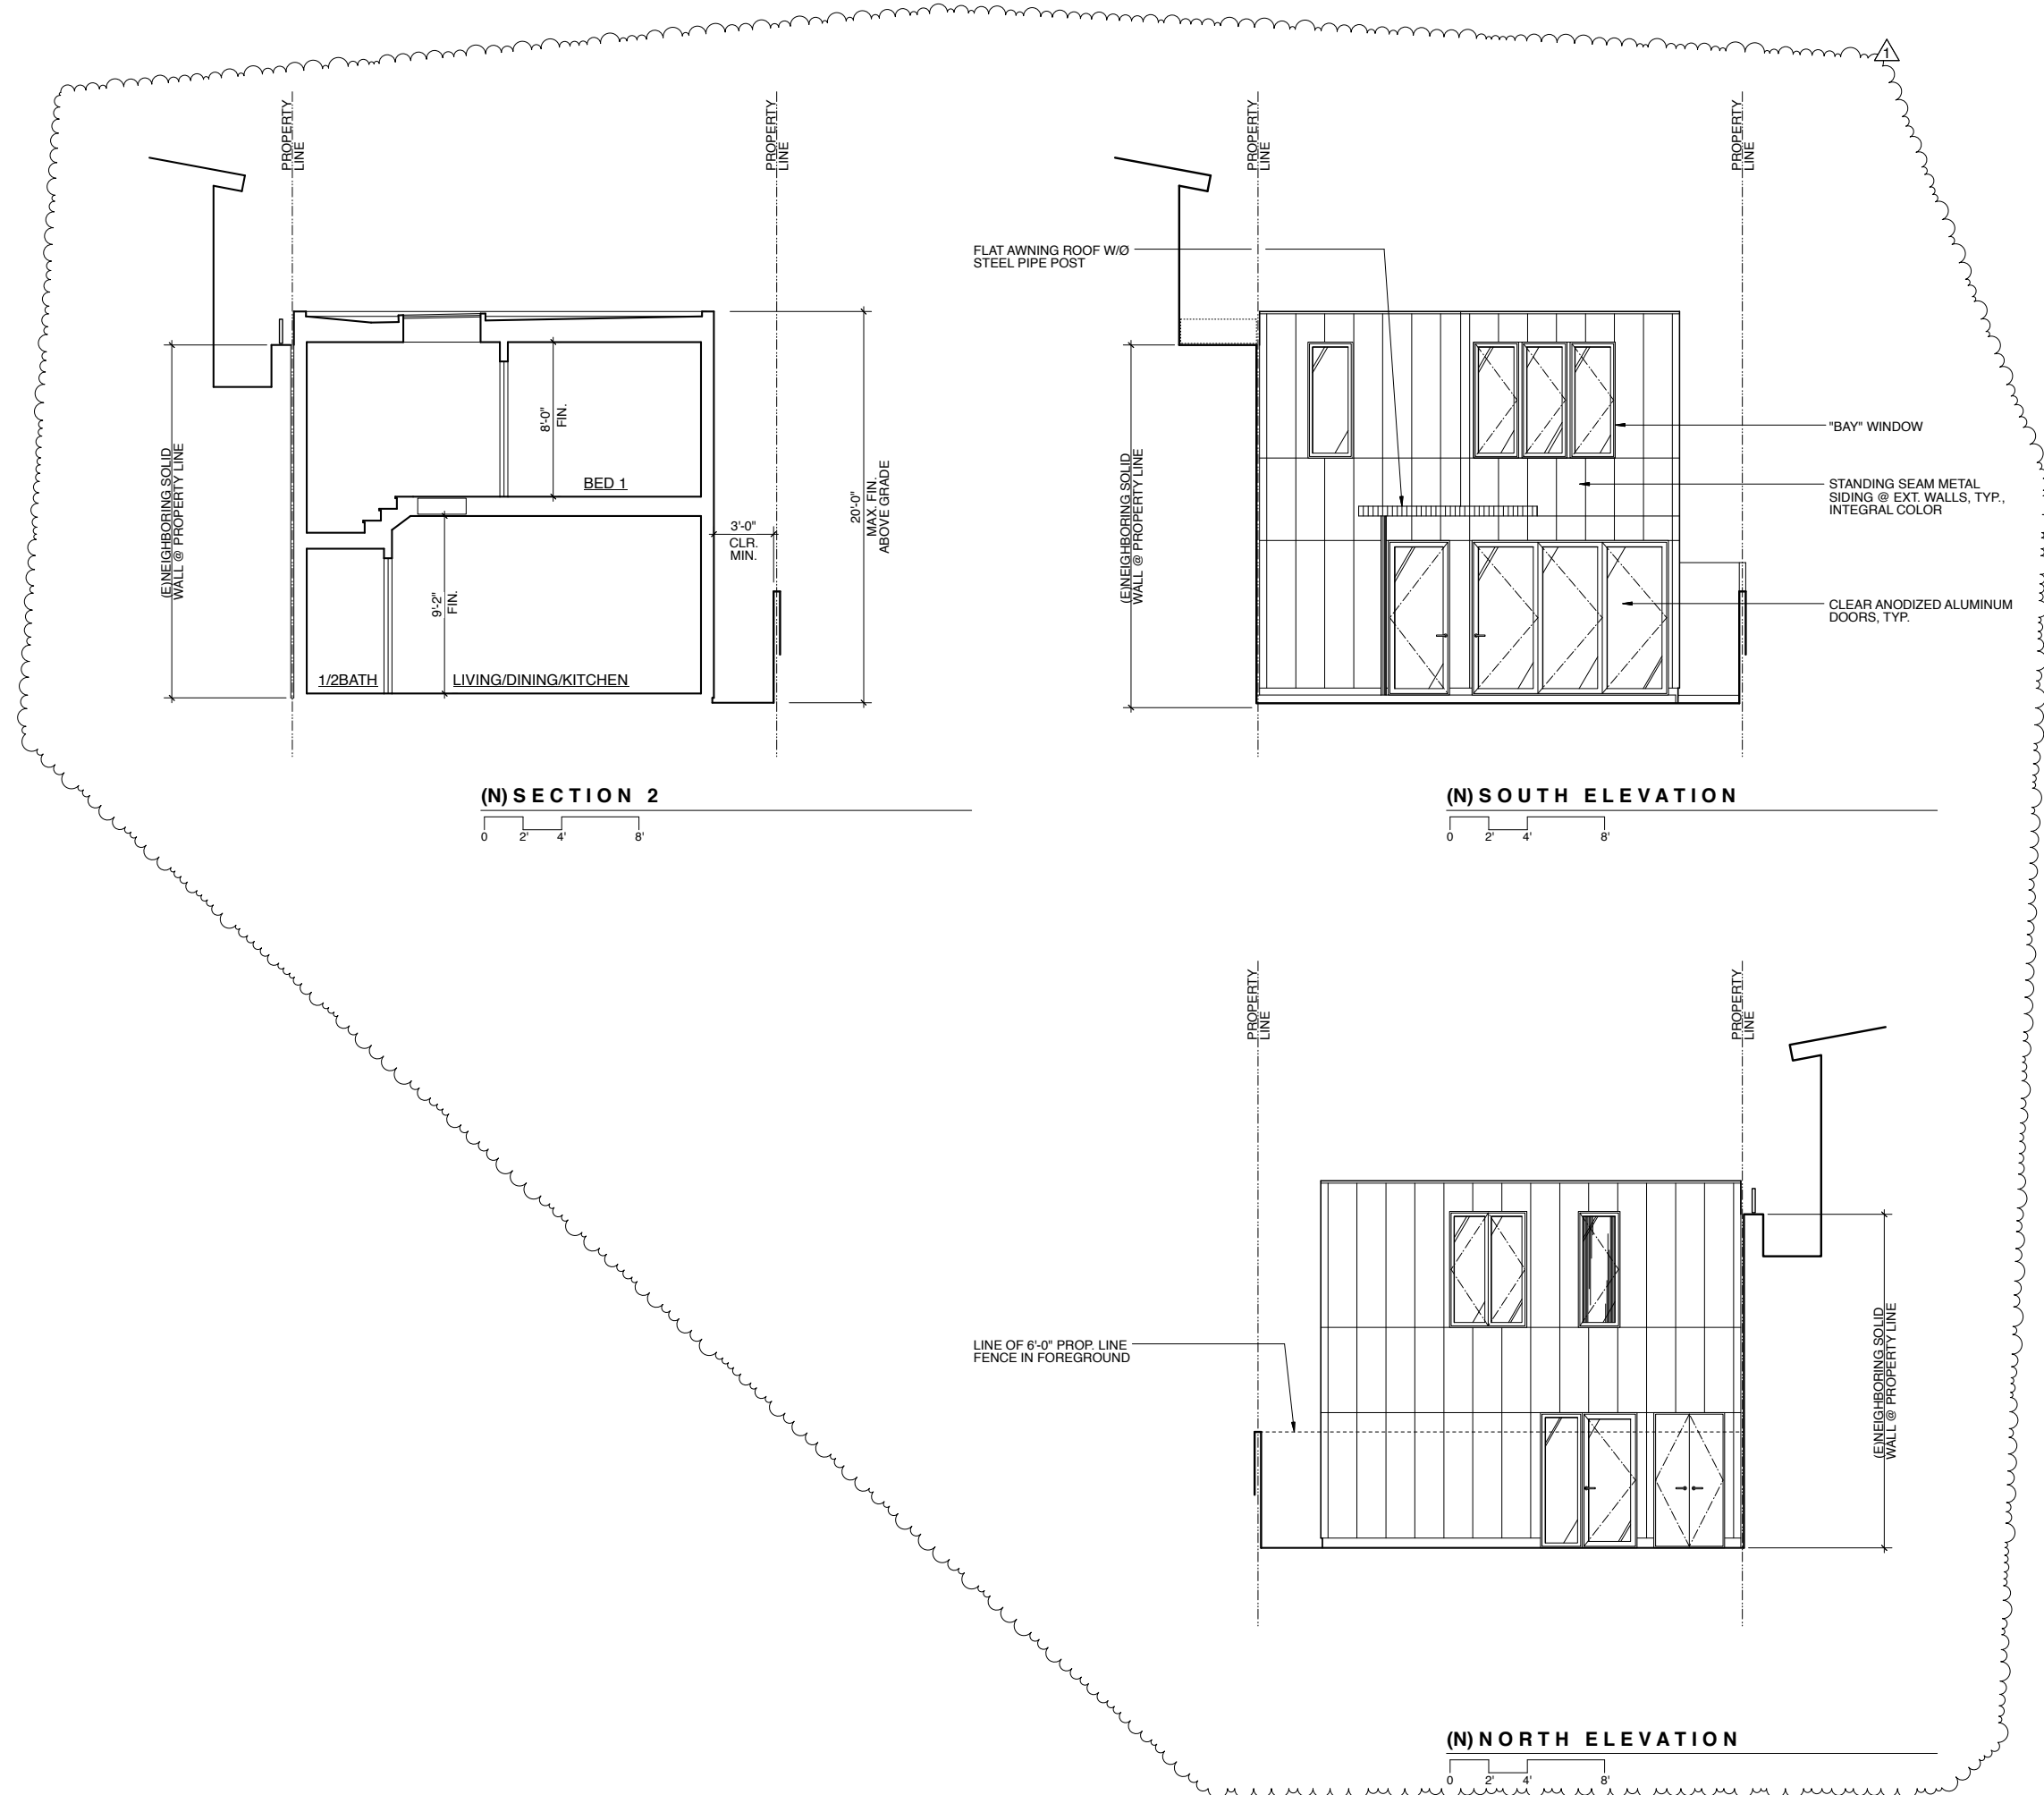 1
PROPERTY
LINE
PROPERTY
LINE
(E)NEIGHBORING SOLID
WALL @ PROPERTY LINE
8'-0"
FIN.
BED 1
9'-2"
FIN.
1/2BATH
LIVING/DINING/KITCHEN
3'-0"
CLR.
MIN.
20'-0"
MAX. FIN.
ABOVE GRADE
(N) SECTION 2
0 2' 4' 8'
PROPERTY
LINE
PROPERTY
LINE
FLAT AWNING ROOF W/Ø
STEEL PIPE POST
(E)NEIGHBORING SOLID
WALL @ PROPERTY LINE
"BAY" WINDOW
STANDING SEAM METAL
SIDING @ EXT. WALLS, TYP.,
INTEGRAL COLOR
CLEAR ANODIZED ALUMINUM
DOORS, TYP.
(N) SOUTH ELEVATION
0 2' 4' 8'
PROPERTY
LINE
PROPERTY
LINE
LINE OF 6'-0" PROP. LINE
FENCE IN FOREGROUND
(E)NEIGHBORING SOLID
WALL @ PROPERTY LINE
(N) NORTH ELEVATION
0 2' 4' 8'